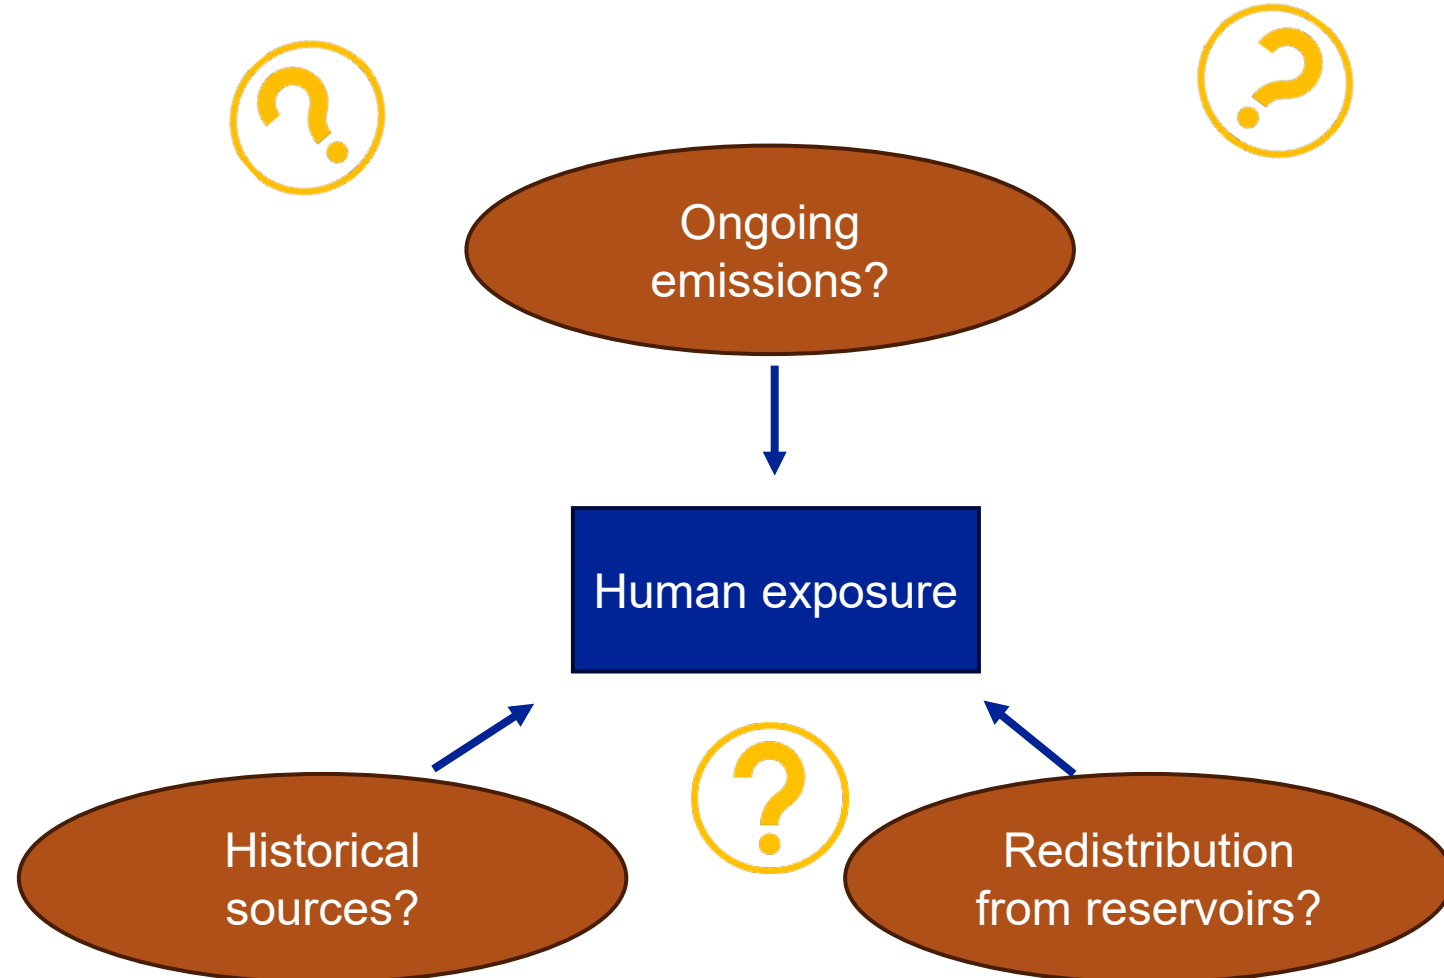 ?
?
Ongoing
emissions?
Human exposure
?
Historical
sources?
Redistribution
from reservoirs?